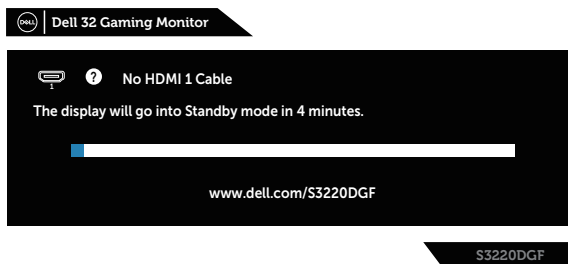 DELL Dell 32 Gaming Monitor
? No HDMI 1 Cable
1
The display will go into Standby mode in 4 minutes.
www.dell.com/S3220DGF
S3220DGF